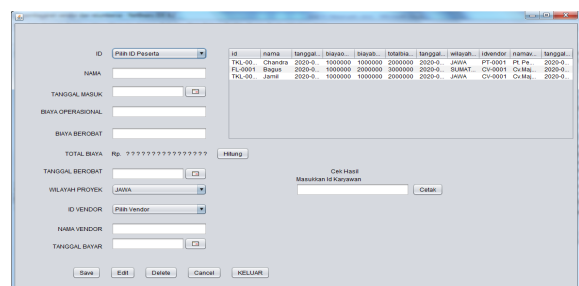 ID Pilih ID Peserta
NAMA
TANGGAL MASUK
BIAYA OPERASIONAL
BIAYA BEROBAT
TOTAL BIAYA Rp. ? ? ? ? ? ? ? ? ? ? ? ? ? ? ? ? Hitung
TANGGAL BEROBAT
WILAYAH PROYEK JAWA
ID VENDOR Pilih Vendor
NAMA VENDOR
TANGGAL BAYAR
Save Edit Delete Cancel KELUAR
id nama tanggal... biayao... biayab... totalbia... tanggal... wilayah... idvendor namav... tanggal...
TKL-00... Chandra 2020-0... 1000000 1000000 2000000 2020-0... JAWA PT-0001 Pt. Pe... 2020-0...
FL-0001 Bagus 2020-0... 1000000 2000000 3000000 2020-0... SUMAT... CV-0001 Cv.Maj... 2020-0...
TKL-00... Jamil 2020-0... 1000000 1000000 2000000 2020-0... JAWA CV-0001 Cv.Maj... 2020-0...
Cek Hasil
Masukkan Id Karyawan
Cetak